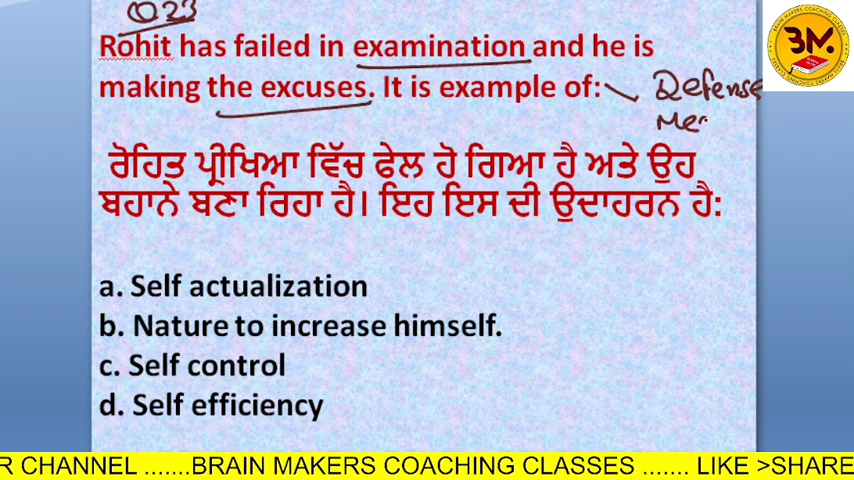 Q23
Rohit has failed in examination and he is
making the excuses. It is example of:
Defense
Me
ਰੋਹਿਤ ਪ੍ਰੀਖਿਆ ਵਿੱਚ ਫੇਲ ਹੋ ਗਿਆ ਹੈ ਅਤੇ ਉਹ
ਬਹਾਨੇ ਬਣਾ ਰਿਹਾ ਹੈ। ਇਹ ਇਸ ਦੀ ਉਦਾਹਰਨ ਹੈ:
a. Self actualization
b. Nature to increase himself.
c. Self control
d. Self efficiency
BRAIN MAKERS COACHING CLASSES
3M
R CHANNEL .......BRAIN MAKERS COACHING CLASSES ....... LIKE >SHARE